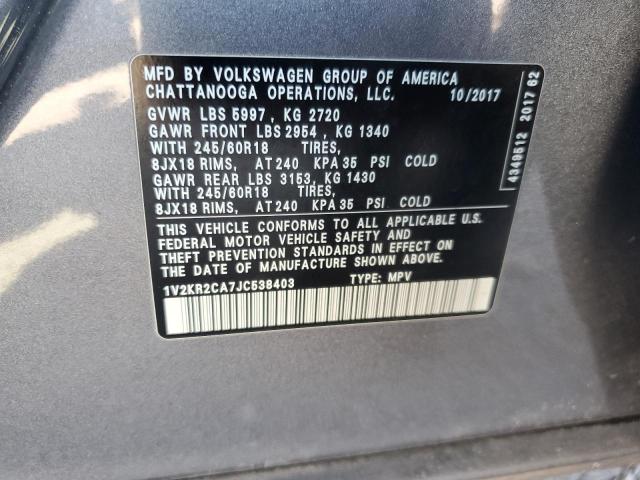 MFD BY VOLKSWAGEN GROUP OF AMERICA
CHATTANOOGA OPERATIONS, LLC. 10/2017
GVWR LBS 5997 , KG 2720
GAWR FRONT LBS 2954 , KG 1340
WITH 245/60R18 TIRES,
8JX18 RIMS, AT 240 KPA 35 PSI COLD
GAWR REAR LBS 3153, KG 1430
WITH 245/60R18 TIRES,
8JX18 RIMS, AT 240 KPA 35 PSI COLD
THIS VEHICLE CONFORMS TO ALL APPLICABLE U.S.
FEDERAL MOTOR VEHICLE SAFETY AND
THEFT PREVENTION STANDARDS IN EFFECT ON
THE DATE OF MANUFACTURE SHOWN ABOVE.
1V2KR2CA7JC538403 TYPE: MPV
4349512 2017 62